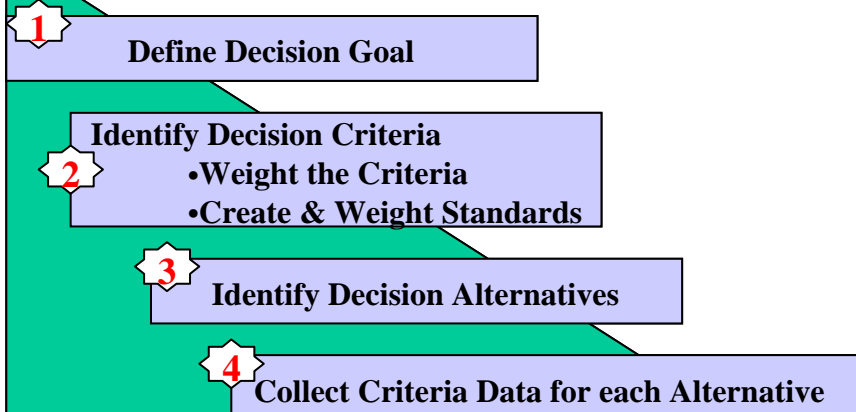 1
Define Decision Goal
Identify Decision Criteria
2
•Weight the Criteria
•Create & Weight Standards
3
Identify Decision Alternatives
4
Collect Criteria Data for each Alternative